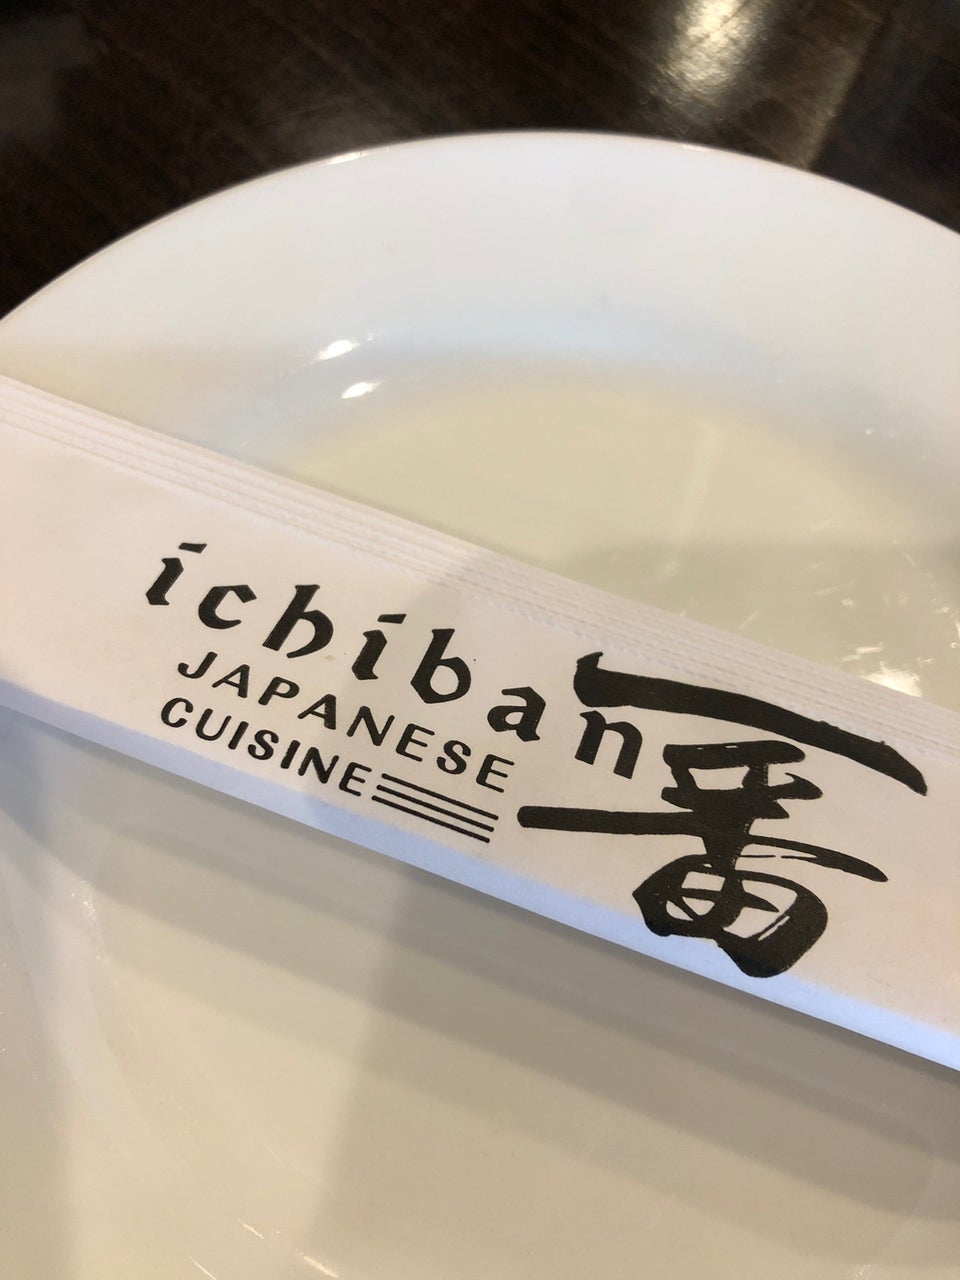 ichiban
JAPANESE
CUISINE
一番